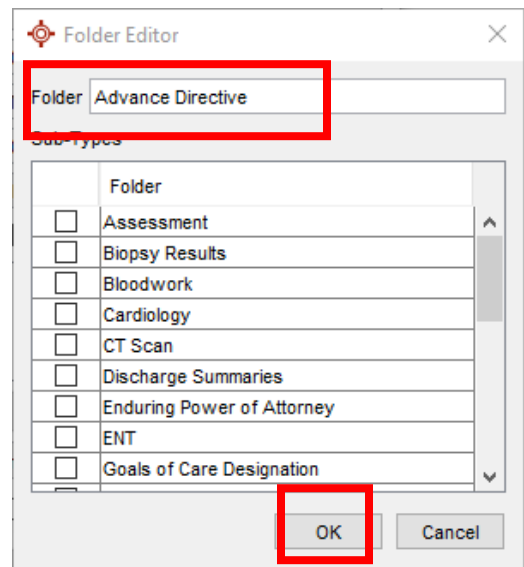 Folder Editor
Folder Advance Directive
Sub-Types
Folder
Assessment
Biopsy Results
Bloodwork
Cardiology
CT Scan
Discharge Summaries
Enduring Power of Attorney
ENT
Goals of Care Designation
OK Cancel